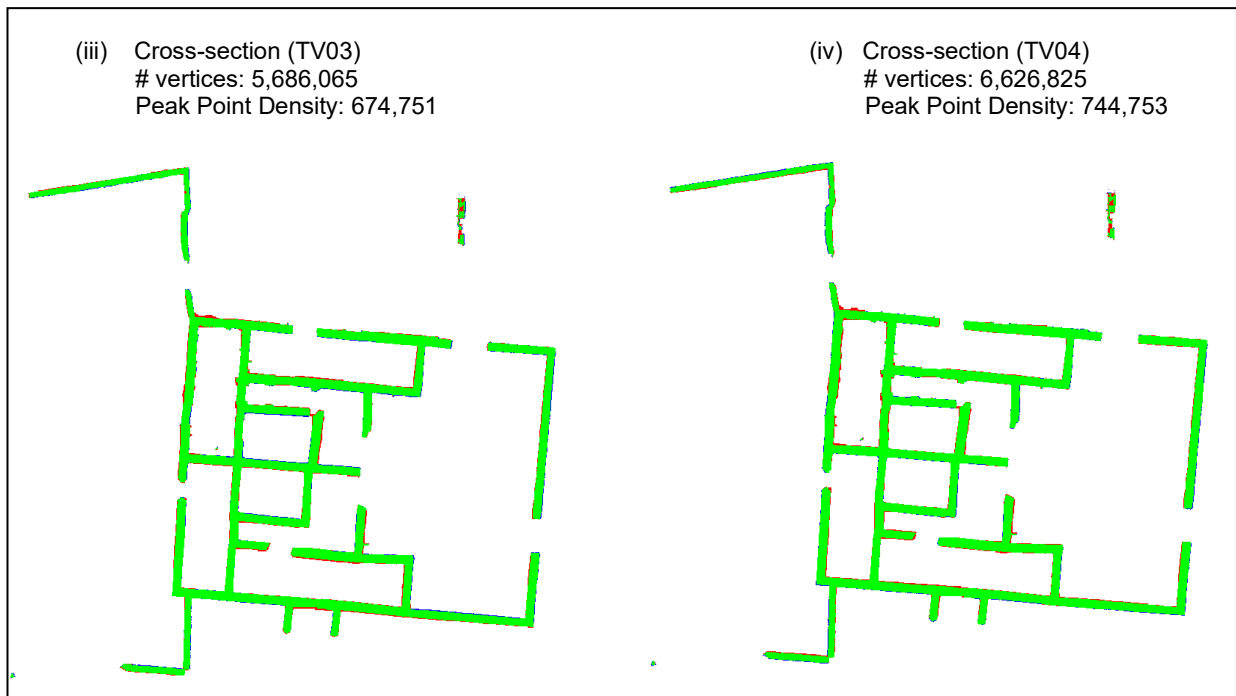 (iii) Cross-section (TV03)
# vertices: 5,686,065
Peak Point Density: 674,751
(iv) Cross-section (TV04)
# vertices: 6,626,825
Peak Point Density: 744,753